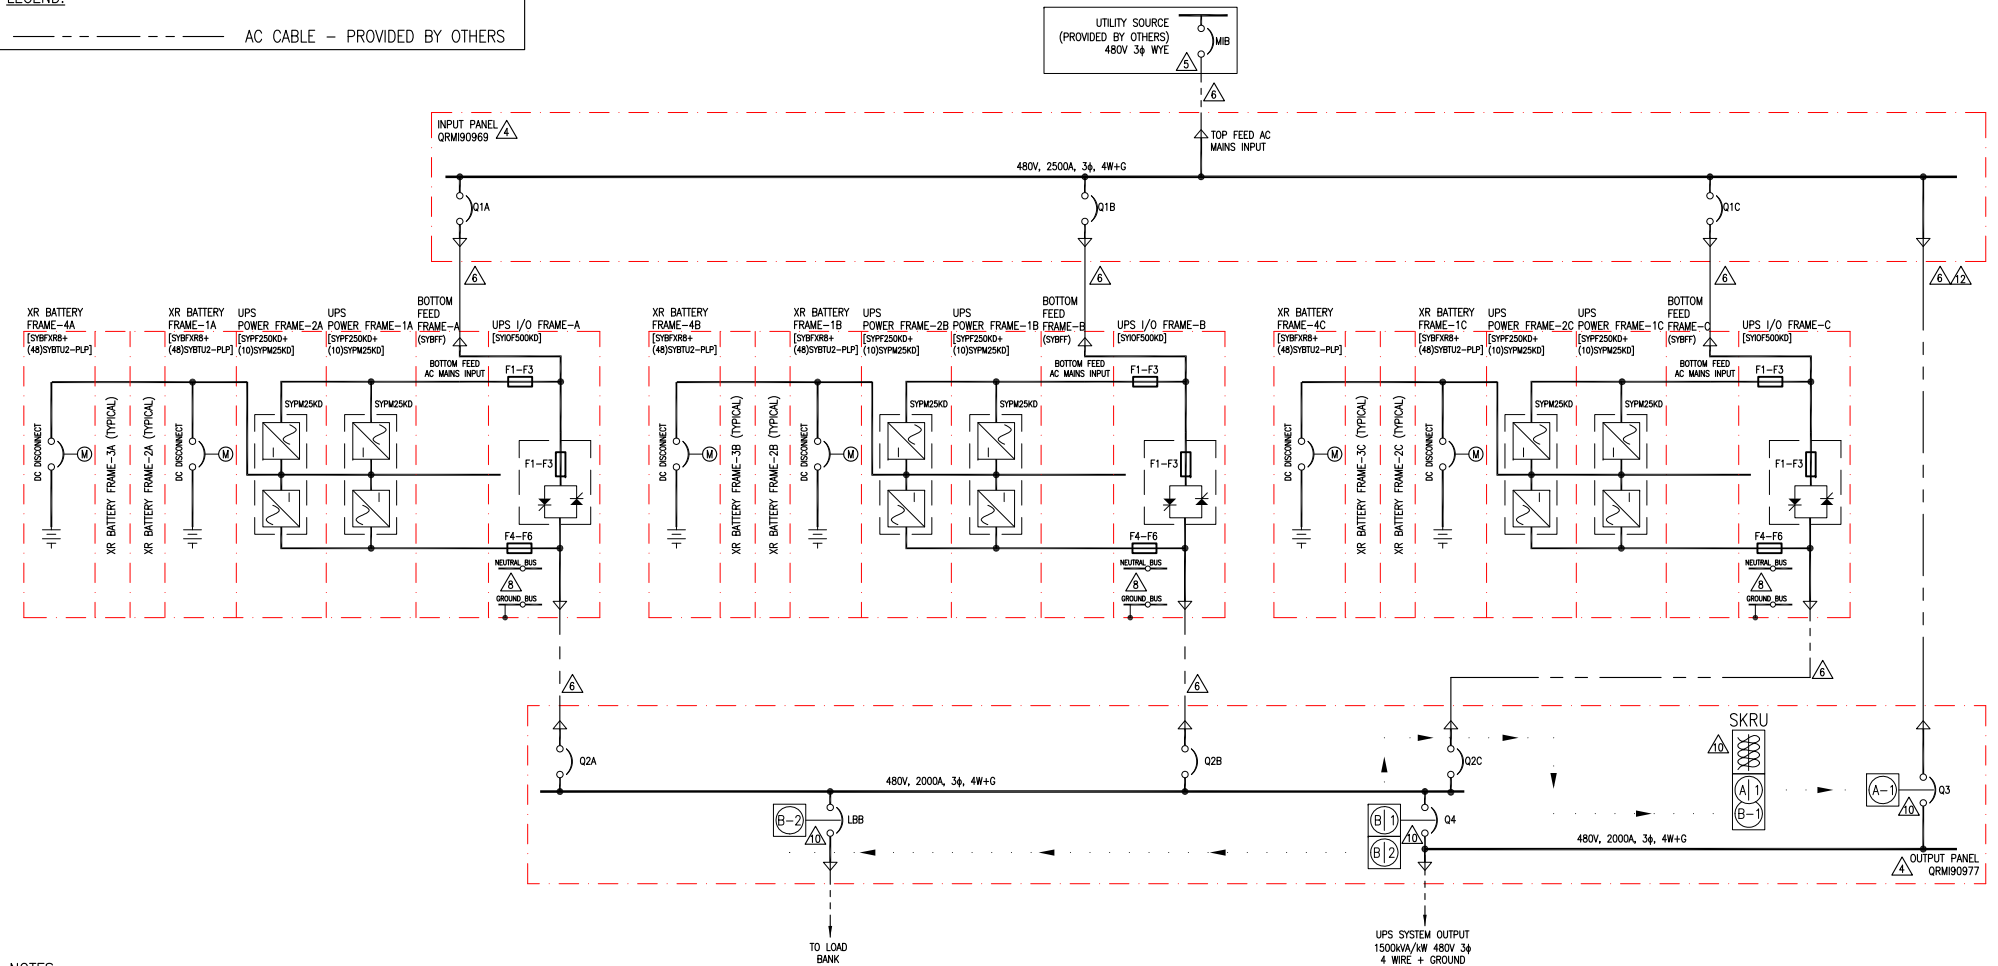 LEGEND:
AC CABLE - PROVIDED BY OTHERS
UTILITY SOURCE
(PROVIDED BY OTHERS)
480V 3ϕ WYE
MIB
5
6
INPUT PANEL
QRMI90969
4
TOP FEED AC
MAINS INPUT
480V, 2500A, 3ϕ, 4W+G
Q1A
Q1B
Q1C
6
6
6
6
12
XR BATTERY
FRAME-4A
[SYBFXR8+
(48)SYBTU2-PLP]
XR BATTERY
FRAME-1A
[SYBFXR8+
(48)SYBTU2-PLP]
UPS
POWER FRAME-2A
[SYPF250KD+
(10)SYPM25KD]
UPS
POWER FRAME-1A
[SYPF250KD+
(10)SYPM25KD]
BOTTOM
FEED
FRAME-A
(SYBFF)
UPS I/O FRAME-A
[SYIOF500KD]
BOTTOM FEED
AC MAINS INPUT
F1-F3
SYPM25KD
DC DISCONNECT
M
XR BATTERY FRAME-3A (TYPICAL)
XR BATTERY FRAME-2A (TYPICAL)
DC DISCONNECT
M
F1-F3
F4-F6
NEUTRAL BUS
8
GROUND BUS
XR BATTERY
FRAME-4B
[SYBFXR8+
(48)SYBTU2-PLP]
XR BATTERY
FRAME-1B
[SYBFXR8+
(48)SYBTU2-PLP]
UPS
POWER FRAME-2B
[SYPF250KD+
(10)SYPM25KD]
UPS
POWER FRAME-1B
[SYPF250KD+
(10)SYPM25KD]
BOTTOM
FEED
FRAME-B
(SYBFF)
UPS I/O FRAME-B
[SYIOF500KD]
BOTTOM FEED
AC MAINS INPUT
F1-F3
SYPM25KD
DC DISCONNECT
M
XR BATTERY FRAME-3B (TYPICAL)
XR BATTERY FRAME-2B (TYPICAL)
DC DISCONNECT
M
F1-F3
F4-F6
NEUTRAL BUS
8
GROUND BUS
XR BATTERY
FRAME-4C
[SYBFXR8+
(48)SYBTU2-PLP]
XR BATTERY
FRAME-1C
[SYBFXR8+
(48)SYBTU2-PLP]
UPS
POWER FRAME-2C
[SYPF250KD+
(10)SYPM25KD]
UPS
POWER FRAME-1C
[SYPF250KD+
(10)SYPM25KD]
BOTTOM
FEED
FRAME-C
(SYBFF)
UPS I/O FRAME-C
[SYIOF500KD]
BOTTOM FEED
AC MAINS INPUT
F1-F3
SYPM25KD
DC DISCONNECT
M
XR BATTERY FRAME-3C (TYPICAL)
XR BATTERY FRAME-2C (TYPICAL)
DC DISCONNECT
M
F1-F3
F4-F6
NEUTRAL BUS
8
GROUND BUS
6
6
6
Q2A
Q2B
Q2C
SKRU
10
A 1
B-1
A-1
10
Q3
480V, 2000A, 3ϕ, 4W+G
B-2
10
LBB
B 1
B 2
10
Q4
480V, 2000A, 3ϕ, 4W+G
4
OUTPUT PANEL
QRMI90977
TO LOAD
BANK
UPS SYSTEM OUTPUT
1500kVA/kW 480V 3ϕ
4 WIRE + GROUND
NOTES